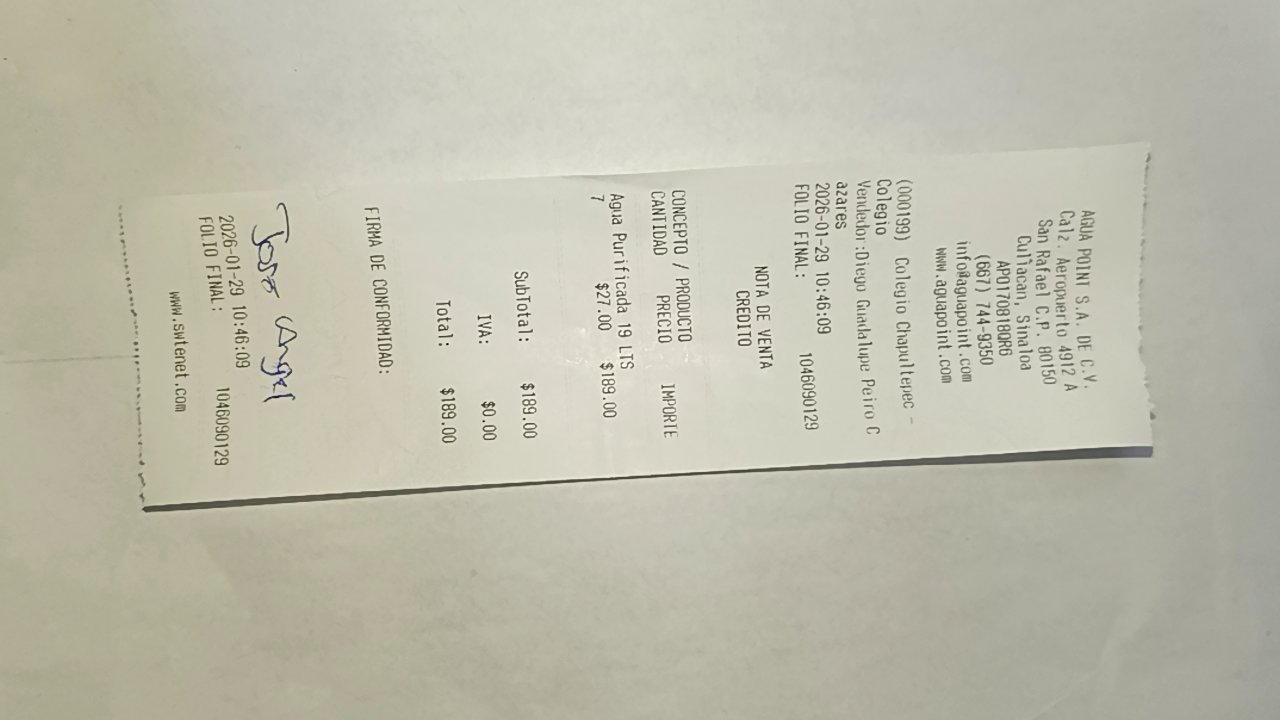 AGUA POINT S.A. DE C.V.
Calz. Aeropuerto 4912 A
San Rafael C.P. 80150
Culiacan, Sinaloa
APO170818QR6
(667) 744-9350
info@aguapoint.com
www.aguapoint.com
(000199) Colegio Chapultepec -
Colegio
Vendedor:Diego Guadalupe Peiro C
azares
2026-01-29 10:46:09
FOLIO FINAL: 1046090129
NOTA DE VENTA
CREDITO
CONCEPTO / PRODUCTO
CANTIDAD PRECIO IMPORTE
Agua Purificada 19 LTS
7 $27.00 $189.00
SubTotal: $189.00
IVA: $0.00
Total: $189.00
FIRMA DE CONFORMIDAD:
Jose Angel
2026-01-29 10:46:09
FOLIO FINAL: 1046090129
www.swtenet.com